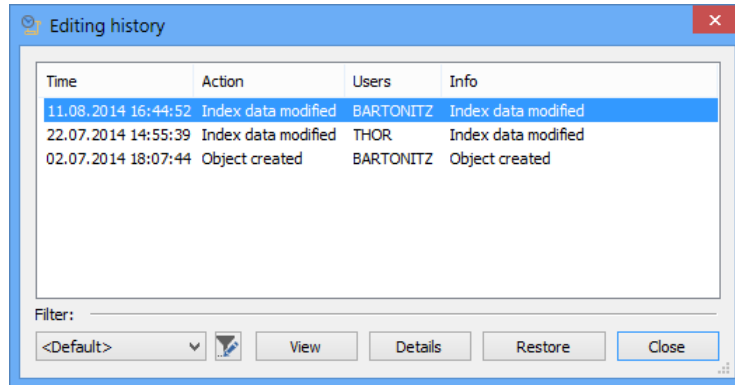 Editing history
Time Action Users Info
11.08.2014 16:44:52 Index data modified BARTONITZ Index data modified
22.07.2014 14:55:39 Index data modified THOR Index data modified
02.07.2014 18:07:44 Object created BARTONITZ Object created
Filter:
<Default> View Details Restore Close